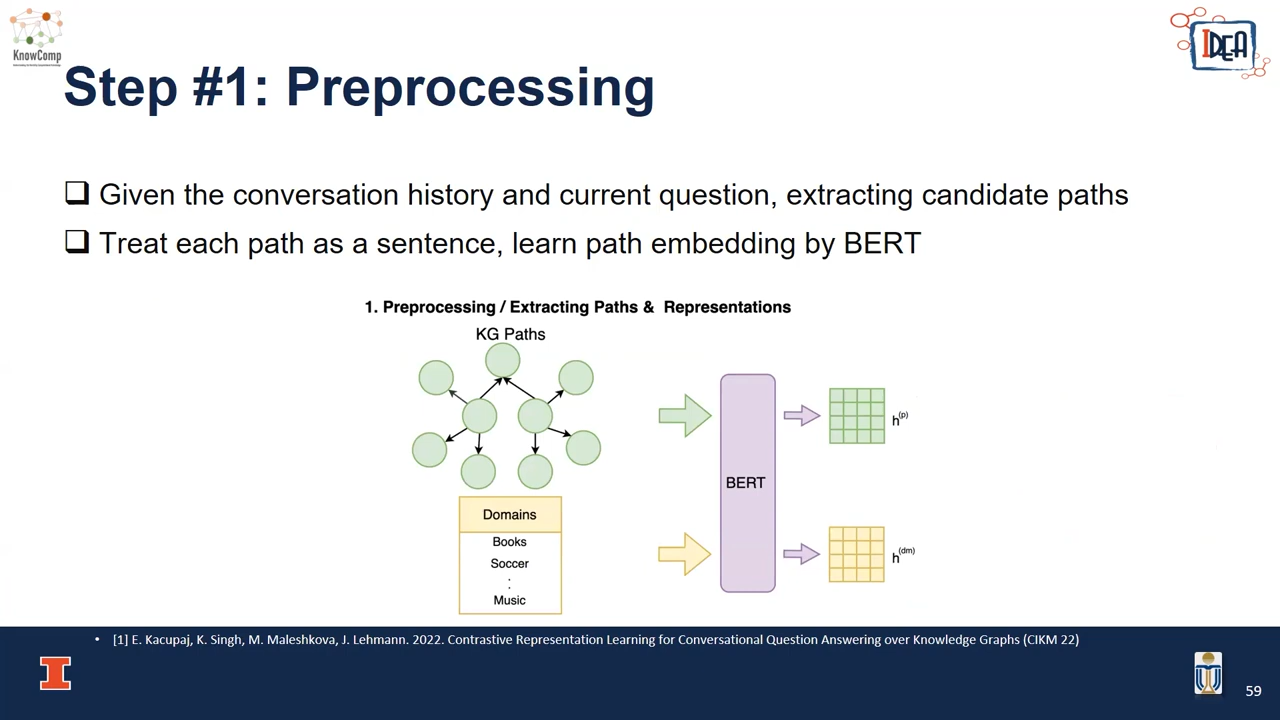 KnowComp
IDEA
Step #1: Preprocessing
Given the conversation history and current question, extracting candidate paths
Treat each path as a sentence, learn path embedding by BERT
1. Preprocessing / Extracting Paths & Representations
KG Paths
BERT
h(p)
h(dm)
Domains
Books
Soccer
:
Music
• [1] E. Kacupaj, K. Singh, M. Maleshkova, J. Lehmann. 2022. Contrastive Representation Learning for Conversational Question Answering over Knowledge Graphs (CIKM 22)
I
59